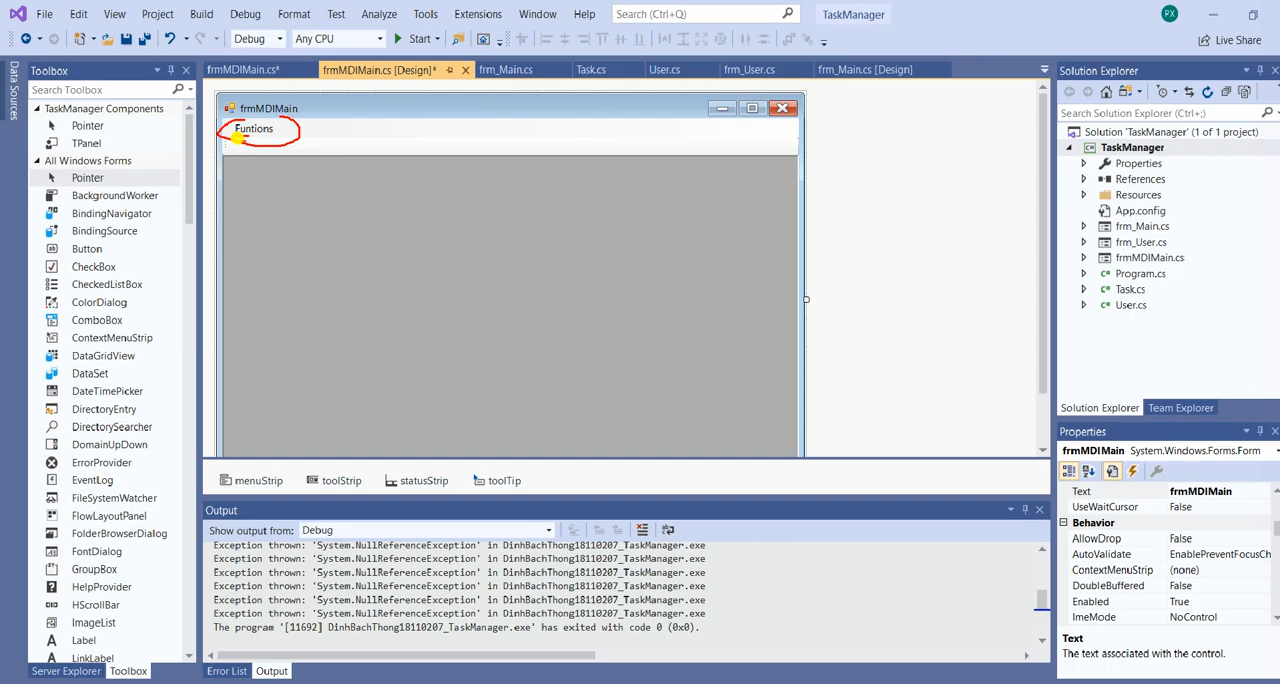 File Edit View Project Build Debug Format Test Analyze Tools Extensions Window Help Search (Ctrl+Q) TaskManager PX
Debug Any CPU Start Live Share
Data Sources
Toolbox
Search Toolbox
TaskManager Components
Pointer
TPanel
All Windows Forms
Pointer
BackgroundWorker
BindingNavigator
BindingSource
Button
CheckBox
CheckedListBox
ColorDialog
ComboBox
ContextMenuStrip
DataGridView
DataSet
DateTimePicker
DirectoryEntry
DirectorySearcher
DomainUpDown
ErrorProvider
EventLog
FileSystemWatcher
FlowLayoutPanel
FolderBrowserDialog
FontDialog
GroupBox
HelpProvider
HScrollBar
ImageList
Label
LinkLabel
Server Explorer Toolbox
frmMDIMain.cs* frmMDIMain.cs [Design]* frm_Main.cs Task.cs User.cs frm_User.cs frm_Main.cs [Design]
frmMDIMain
Funtions
menuStrip toolStrip statusStrip toolTip
Output
Show output from: Debug
Exception thrown: 'System.NullReferenceException' in DinhBachThong18110207_TaskManager.exe
Exception thrown: 'System.NullReferenceException' in DinhBachThong18110207_TaskManager.exe
Exception thrown: 'System.NullReferenceException' in DinhBachThong18110207_TaskManager.exe
Exception thrown: 'System.NullReferenceException' in DinhBachThong18110207_TaskManager.exe
Exception thrown: 'System.NullReferenceException' in DinhBachThong18110207_TaskManager.exe
Exception thrown: 'System.NullReferenceException' in DinhBachThong18110207_TaskManager.exe
The program '[11692] DinhBachThong18110207_TaskManager.exe' has exited with code 0 (0x0).
Error List Output
Solution Explorer
Search Solution Explorer (Ctrl+;)
Solution 'TaskManager' (1 of 1 project)
TaskManager
Properties
References
Resources
App.config
frm_Main.cs
frm_User.cs
frmMDIMain.cs
Program.cs
Task.cs
User.cs
Solution Explorer Team Explorer
Properties
frmMDIMain System.Windows.Forms.Form
Text frmMDIMain
UseWaitCursor False
Behavior
AllowDrop False
AutoValidate EnablePreventFocusCh
ContextMenuStrip (none)
DoubleBuffered False
Enabled True
ImeMode NoControl
Text
The text associated with the control.